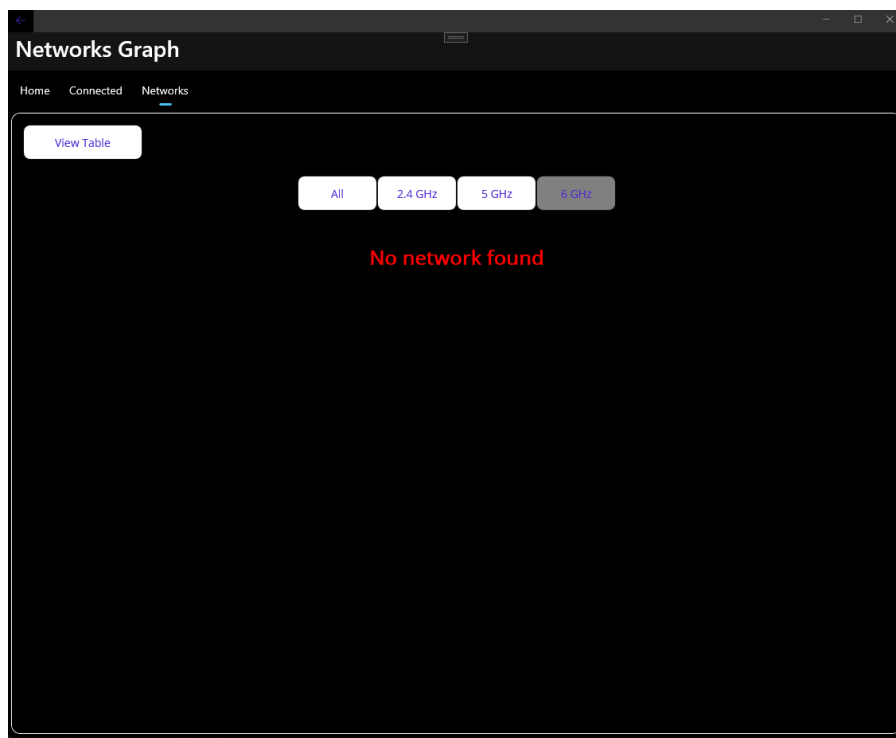 Networks Graph
Home Connected Networks
View Table
All 2.4 GHz 5 GHz 6 GHz
No network found